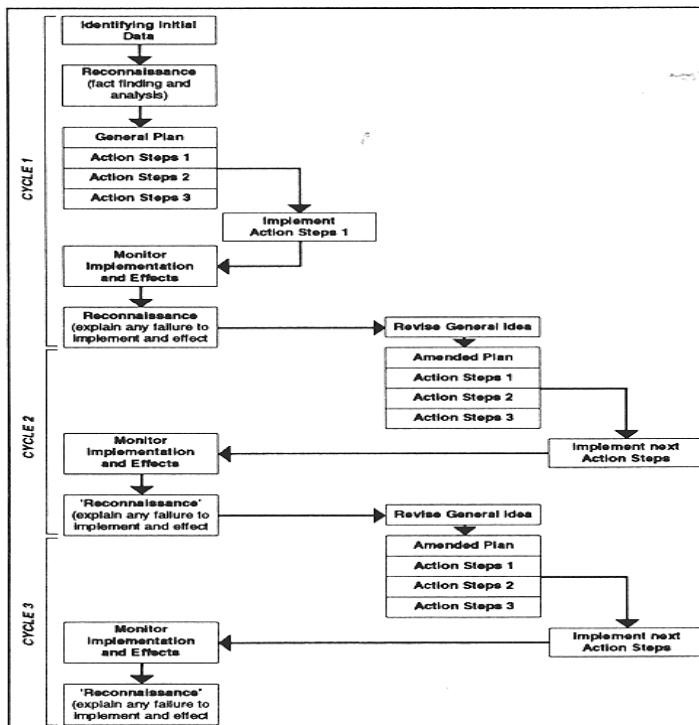 CYCLE 1
Identifying Initial
Data
Reconnaissance
(fact finding and
analysis)
General Plan
Action Steps 1
Action Steps 2
Action Steps 3
Implement
Action Steps 1
Monitor
Implementation
and Effects
Reconnaissance
(explain any failure to
implement and effect
Revise General Idea
CYCLE 2
Amended Plan
Action Steps 1
Action Steps 2
Action Steps 3
Implement next
Action Steps
Monitor
Implementation
and Effects
'Reconnaissance'
(explain any failure to
implement and effect
Revise General Idea
CYCLE 3
Amended Plan
Action Steps 1
Action Steps 2
Action Steps 3
Implement next
Action Steps
Monitor
Implementation
and Effects
'Reconnaissance'
(explain any failure to
implement and effect